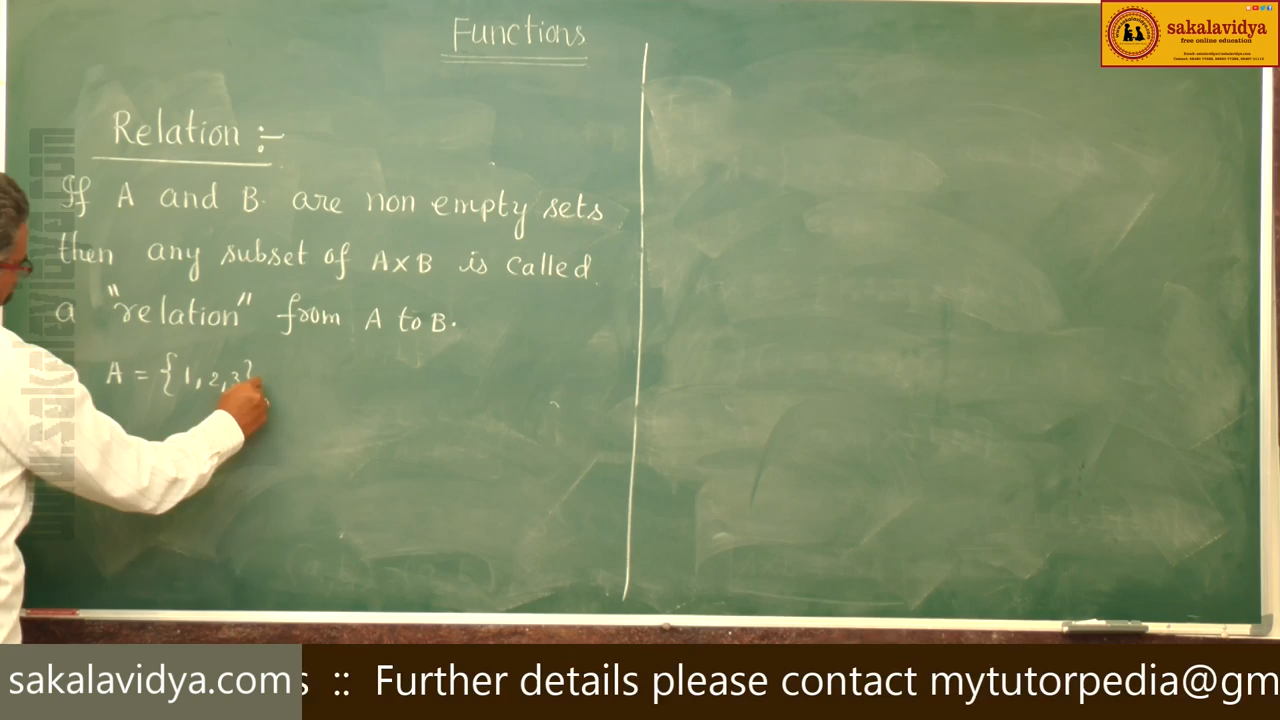 Functions
sakalavidya
free online education
Relation :-
If A and B are non empty sets
then any subset of A×B is called
a "relation" from A to B.
A = {1, 2, 3}
sakalavidya.com s :: Further details please contact mytutorpedia@gm